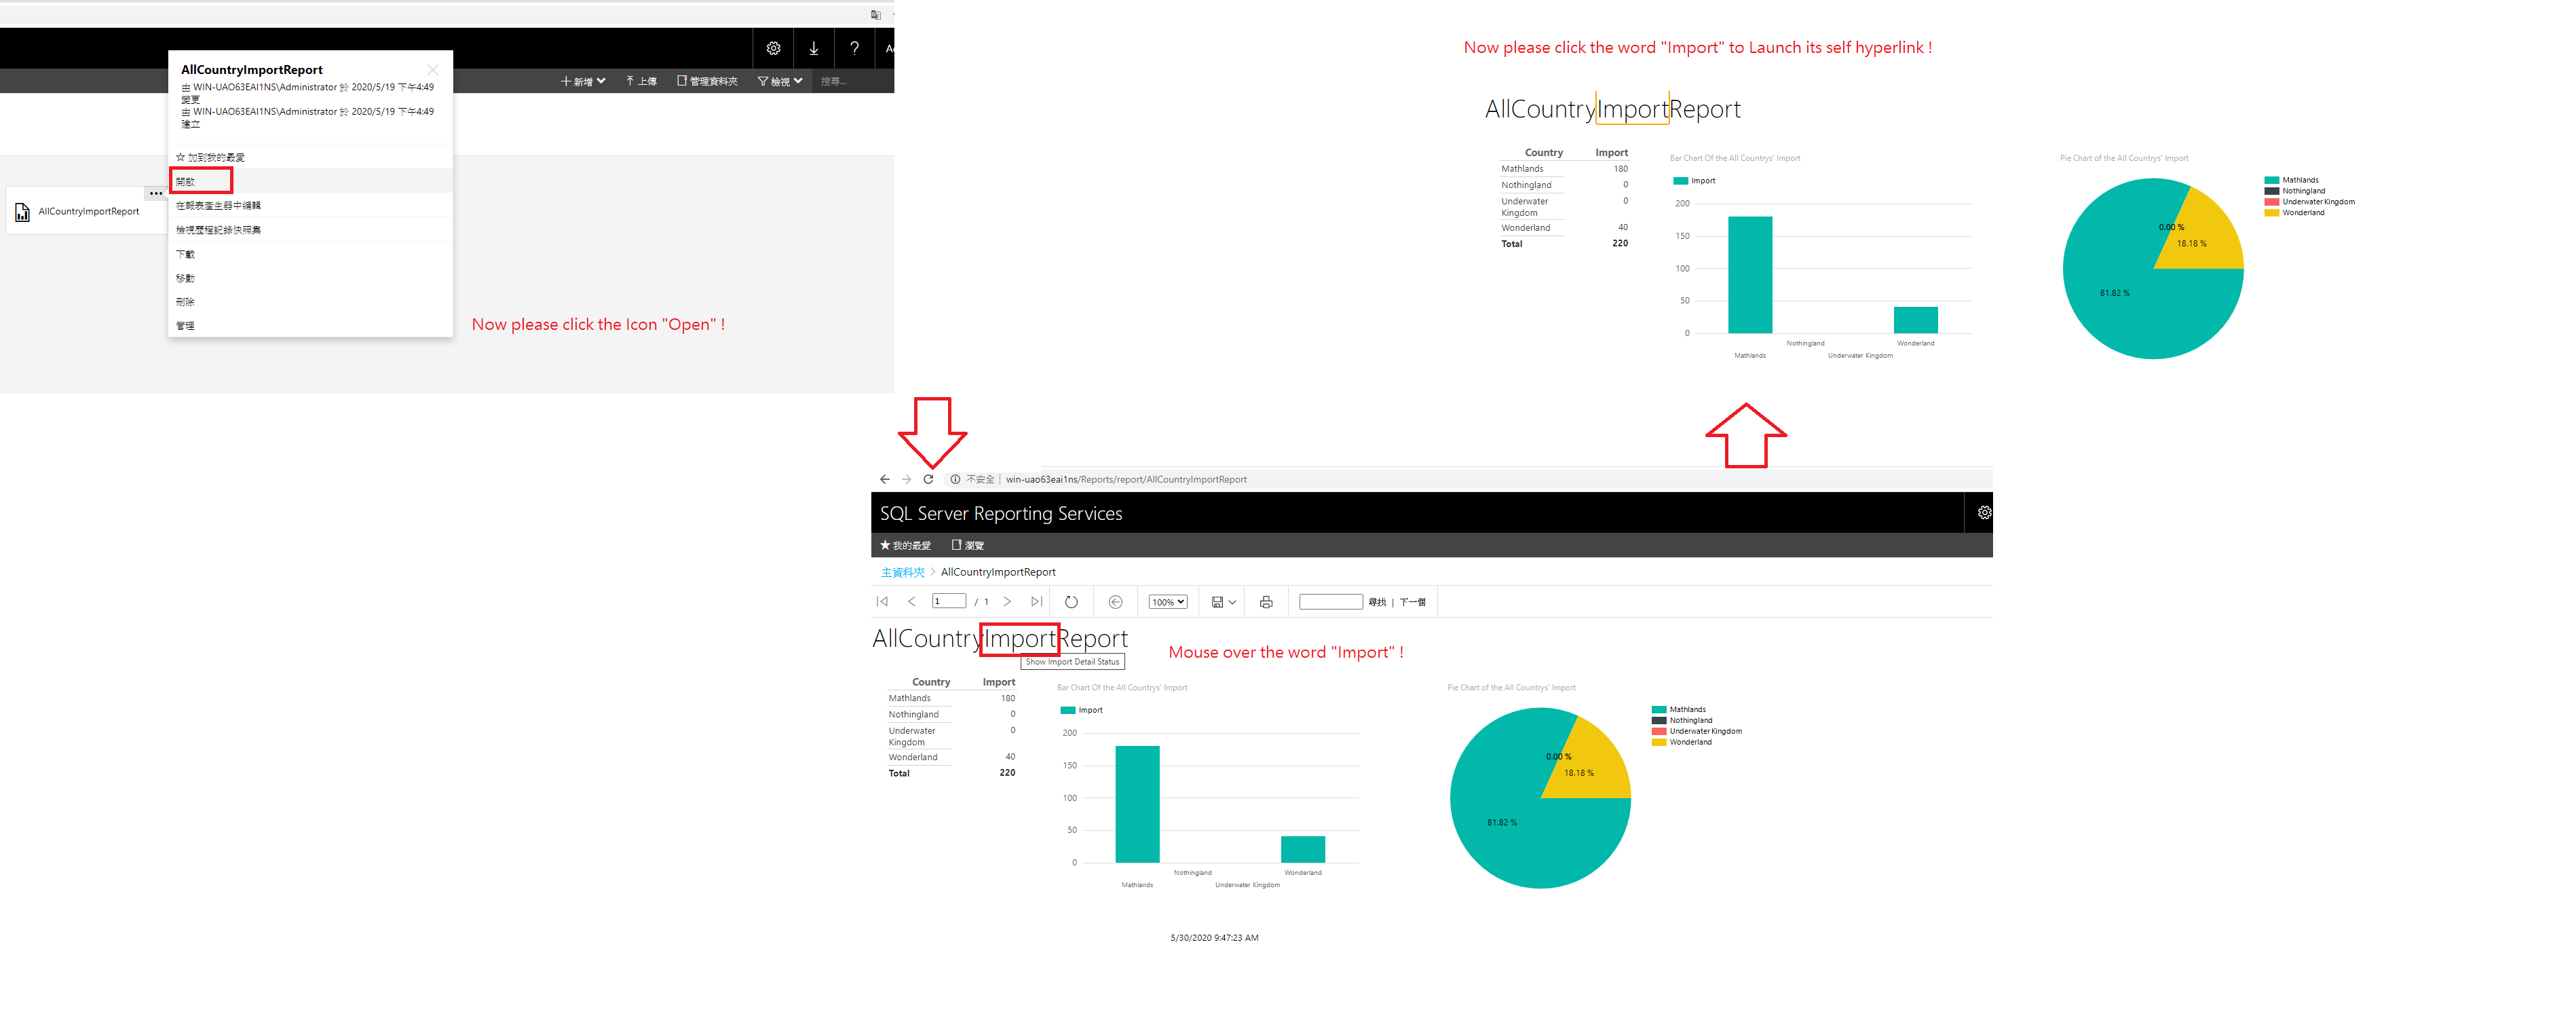 AllCountryImportReport
由 WIN-UAO63EAI1NS\Administrator 於 2020/5/19 下午4:49
變更
由 WIN-UAO63EAI1NS\Administrator 於 2020/5/19 下午4:49
建立
☆ 加到我的最愛
開啟
在報表產生器中編輯
檢視歷程記錄快照集
下載
移動
刪除
管理
?
新增
上傳
管理資料夾
檢視
搜尋...
AllCountryImportReport
Now please click the Icon "Open" !
不安全 | win-uao63eai1ns/Reports/report/AllCountryImportReport
SQL Server Reporting Services
★ 我的最愛 瀏覽
主資料夾 > AllCountryImportReport
1 / 1
100%
尋找 | 下一個
AllCountryImportReport
Show Import Detail Status
Mouse over the word "Import" !
Country Import
Mathlands 180
Nothingland 0
Underwater 0
Kingdom
Wonderland 40
Total 220
Bar Chart Of the All Countrys' Import
Import
200
150
100
50
0
Nothingland Wonderland
Mathlands Underwater Kingdom
Pie Chart of the All Countrys' Import
0.00 %
18.18 %
81.82 %
Mathlands
Nothingland
Underwater Kingdom
Wonderland
5/30/2020 9:47:23 AM
Now please click the word "Import" to Launch its self hyperlink !
AllCountryImportReport
Country Import
Mathlands 180
Nothingland 0
Underwater 0
Kingdom
Wonderland 40
Total 220
Bar Chart Of the All Countrys' Import
Import
200
150
100
50
0
Nothingland Wonderland
Mathlands Underwater Kingdom
Pie Chart of the All Countrys' Import
0.00 %
18.18 %
81.82 %
Mathlands
Nothingland
Underwater Kingdom
Wonderland